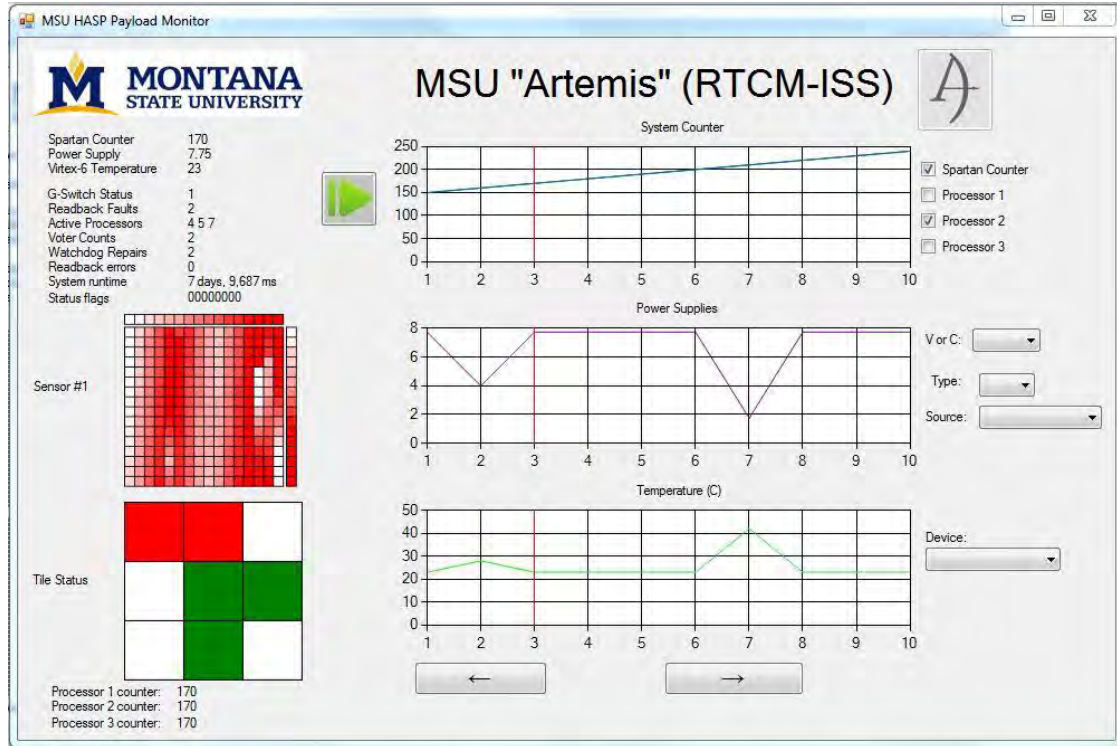 MSU HASP Payload Monitor
MONTANA
STATE UNIVERSITY
MSU "Artemis" (RTCM-ISS)
Spartan Counter 170
Power Supply 7.75
Virtex-6 Temperature 23
G-Switch Status 1
Readback Faults 2
Active Processors 4 5 7
Voter Counts 2
Watchdog Repairs 2
Readback errors 0
System runtime 7 days, 9,687 ms
Status flags 00000000
Sensor #1
Tile Status
Processor 1 counter: 170
Processor 2 counter: 170
Processor 3 counter: 170
System Counter
250
200
150
100
50
0
1 2 3 4 5 6 7 8 9 10
Spartan Counter
Processor 1
Processor 2
Processor 3
Power Supplies
8
6
4
2
0
1 2 3 4 5 6 7 8 9 10
V or C:
Type:
Source:
Temperature (C)
50
40
30
20
10
0
1 2 3 4 5 6 7 8 9 10
Device:
← →